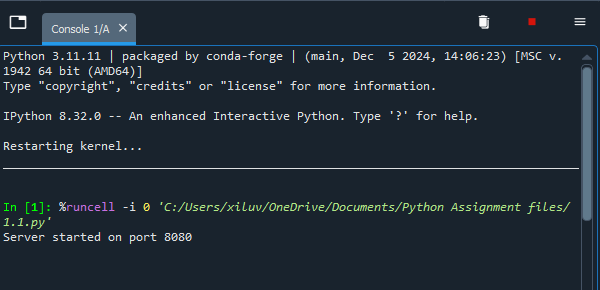 Console 1/A
Python 3.11.11 | packaged by conda-forge | (main, Dec  5 2024, 14:06:23) [MSC v.
1942 64 bit (AMD64)]
Type "copyright", "credits" or "license" for more information.
IPython 8.32.0 -- An enhanced Interactive Python. Type '?' for help.
Restarting kernel...
In [1]: %runcell -i 0 'C:/Users/xiluv/OneDrive/Documents/Python Assignment files/
1.1.py'
Server started on port 8080